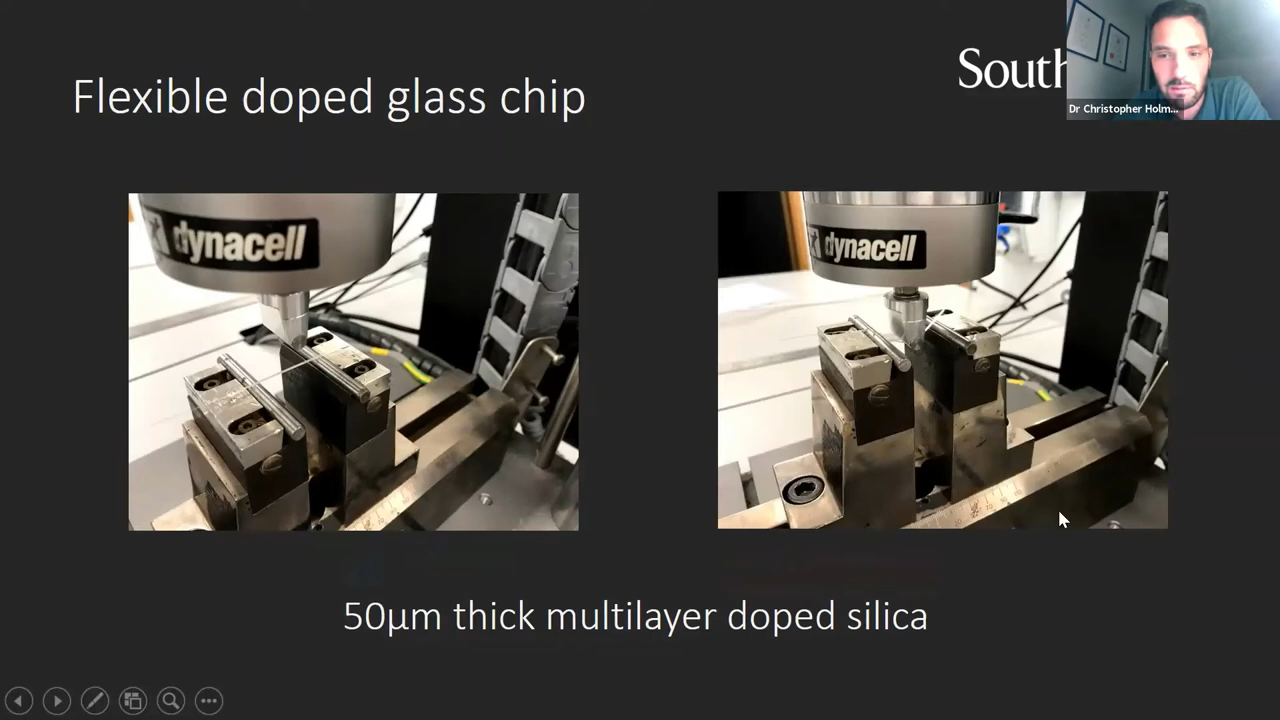 Flexible doped glass chip
South
Dr Christopher Holm...
dynacell
dynacell
50µm thick multilayer doped silica